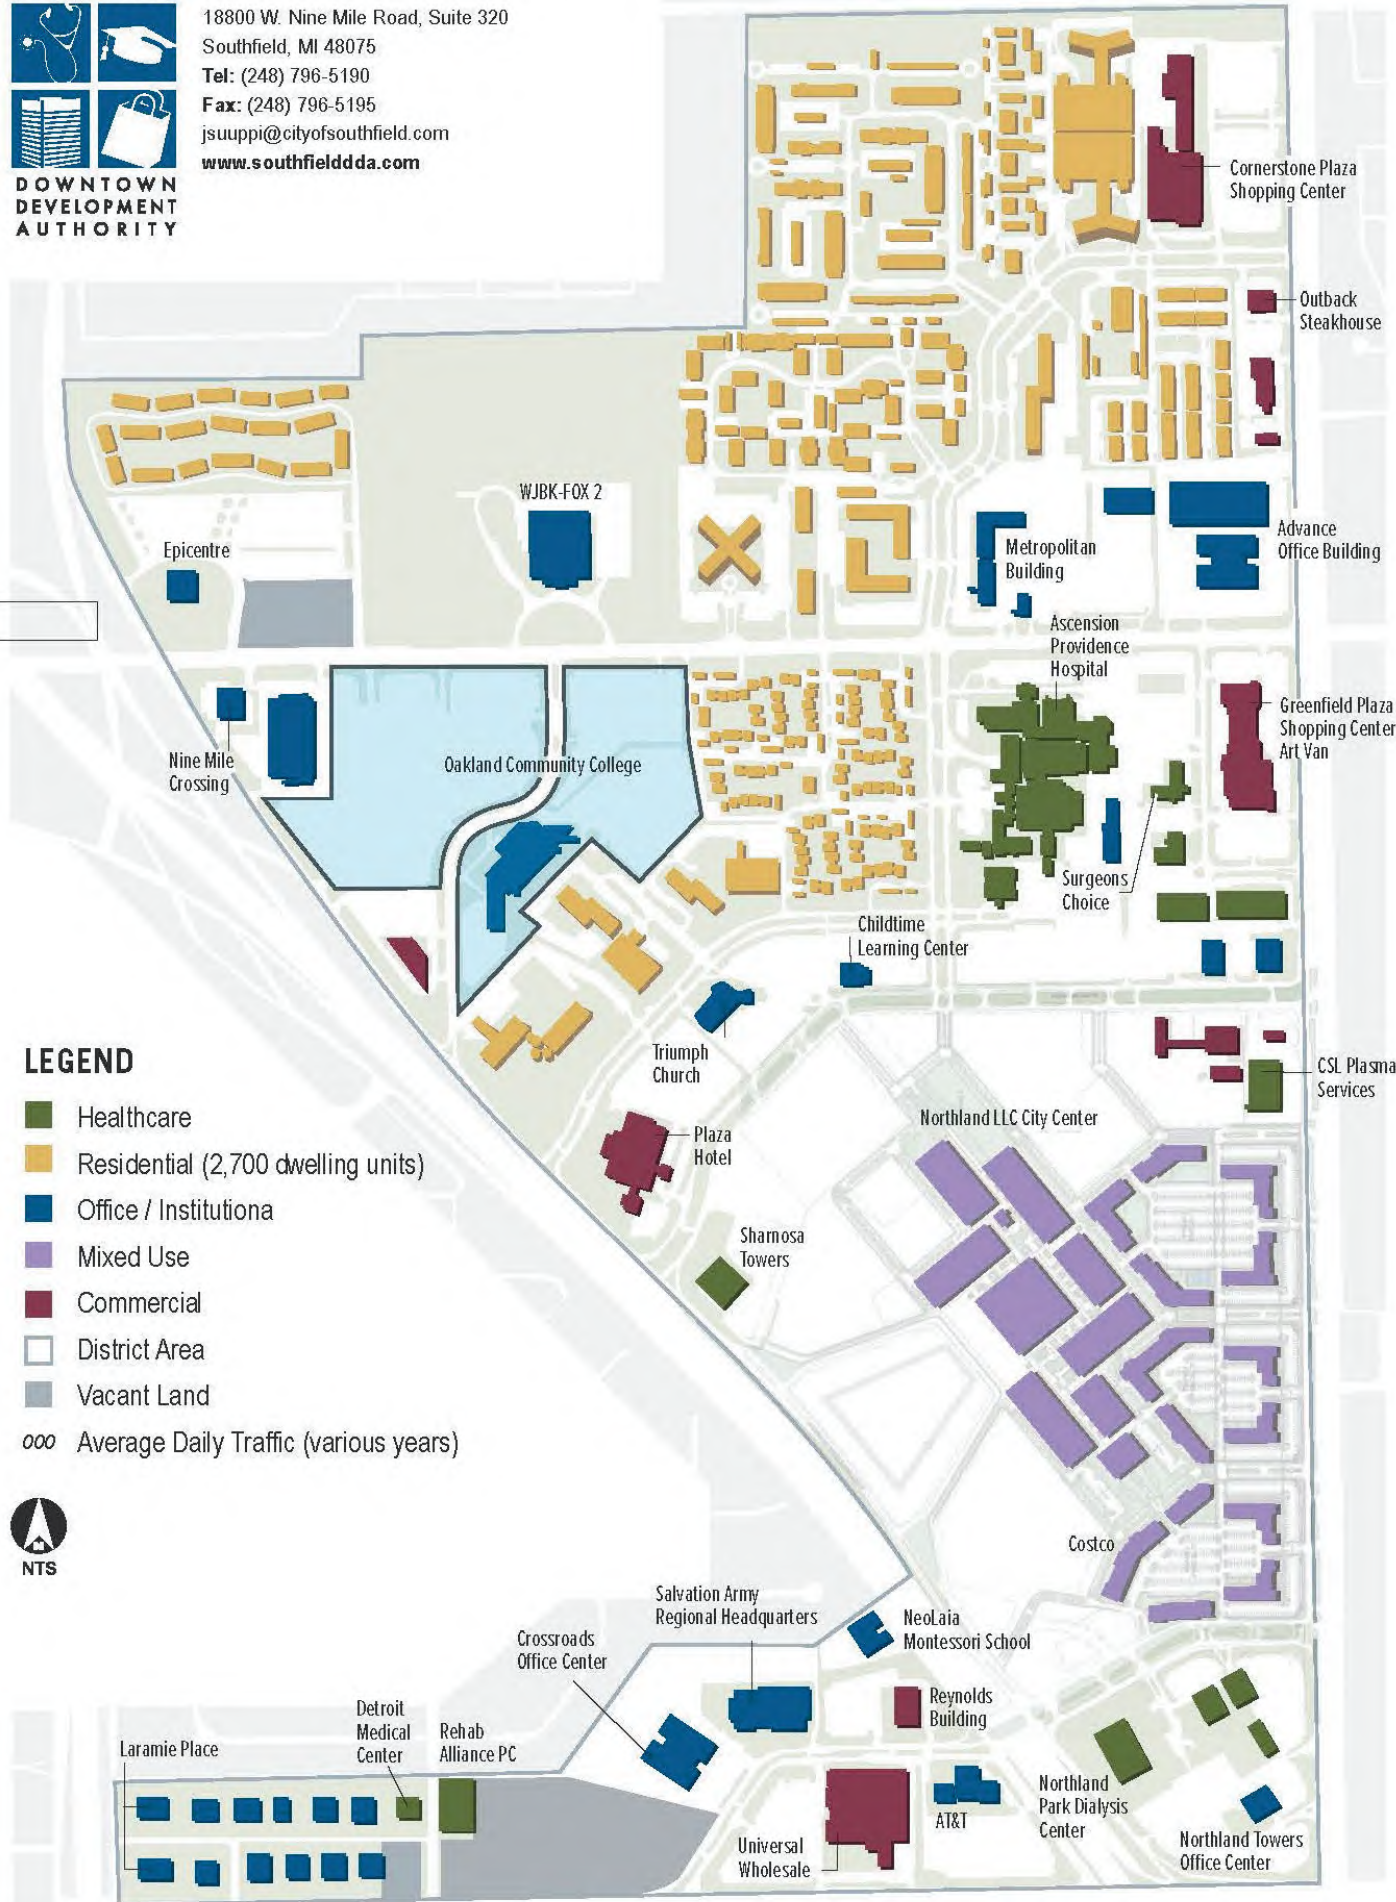 18800 W. Nine Mile Road, Suite 320
Southfield, MI 48075
Tel: (248) 796-5190
Fax: (248) 796-5195
jsuuppi@cityofsouthfield.com
www.southfielddda.com
DOWNTOWN
DEVELOPMENT
AUTHORITY
Cornerstone Plaza
Shopping Center
Outback
Steakhouse
WJBK-FOX 2
Epicentre
Metropolitan
Building
Advance
Office Building
Ascension
Providence
Hospital
Nine Mile
Crossing
Oakland Community College
Greenfield Plaza
Shopping Center
Art Van
Surgeons
Choice
Childtime
Learning Center
Triumph
Church
CSL Plasma
Services
Plaza
Hotel
Northland LLC City Center
Sharnosa
Towers
LEGEND
Healthcare
Residential (2,700 dwelling units)
Office / Institutiona
Mixed Use
Commercial
District Area
Vacant Land
000 Average Daily Traffic (various years)
N
NTS
Costco
Salvation Army
Regional Headquarters
NeoLaia
Montessori School
Crossroads
Office Center
Reynolds
Building
Detroit
Medical
Center
Rehab
Alliance PC
Laramie Place
Universal
Wholesale
AT&T
Northland
Park Dialysis
Center
Northland Towers
Office Center